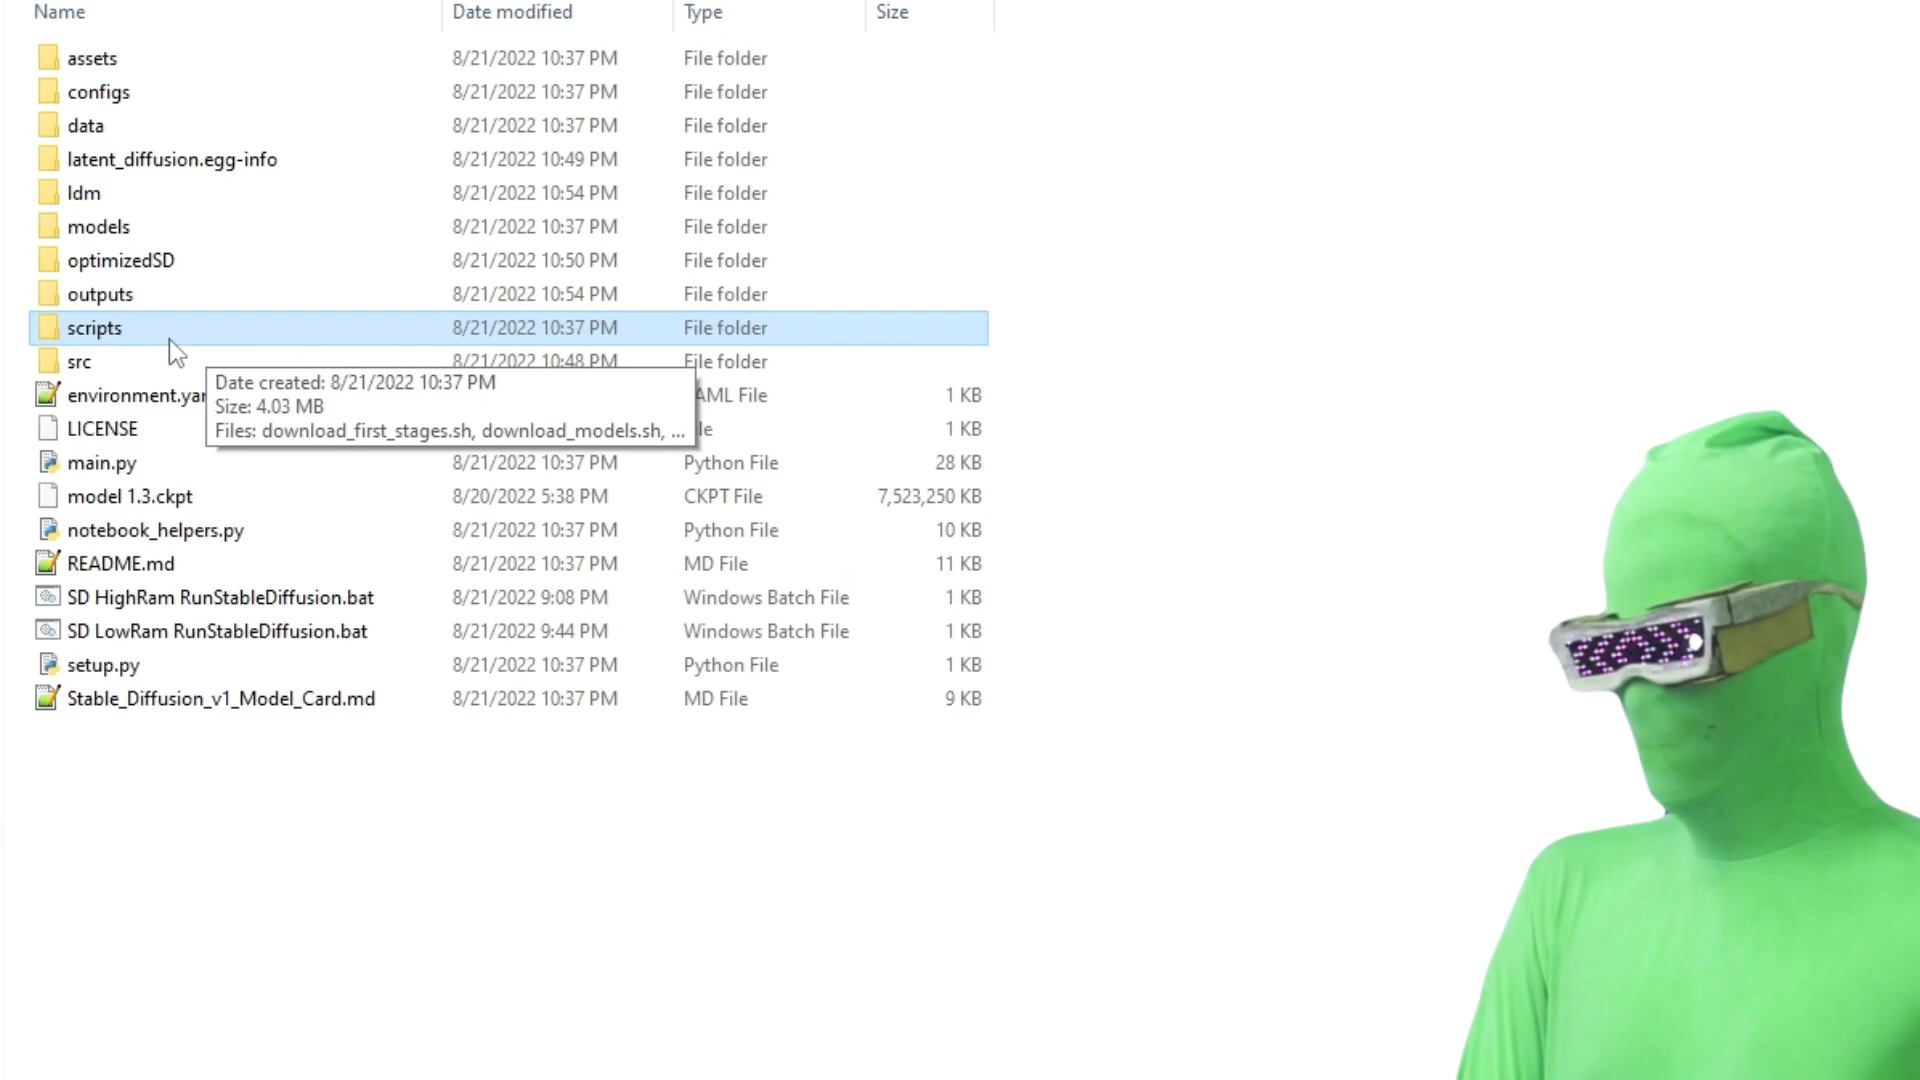 Name Date modified Type Size
assets 8/21/2022 10:37 PM File folder
configs 8/21/2022 10:37 PM File folder
data 8/21/2022 10:37 PM File folder
latent_diffusion.egg-info 8/21/2022 10:49 PM File folder
ldm 8/21/2022 10:54 PM File folder
models 8/21/2022 10:37 PM File folder
optimizedSD 8/21/2022 10:50 PM File folder
outputs 8/21/2022 10:54 PM File folder
scripts 8/21/2022 10:37 PM File folder
src 8/21/2022 10:48 PM File folder
Date created: 8/21/2022 10:37 PM
Size: 4.03 MB
Files: download_first_stages.sh, download_models.sh, ...
environment.yar AML File 1 KB
LICENSE le 1 KB
main.py 8/21/2022 10:37 PM Python File 28 KB
model 1.3.ckpt 8/20/2022 5:38 PM CKPT File 7,523,250 KB
notebook_helpers.py 8/21/2022 10:37 PM Python File 10 KB
README.md 8/21/2022 10:37 PM MD File 11 KB
SD HighRam RunStableDiffusion.bat 8/21/2022 9:08 PM Windows Batch File 1 KB
SD LowRam RunStableDiffusion.bat 8/21/2022 9:44 PM Windows Batch File 1 KB
setup.py 8/21/2022 10:37 PM Python File 1 KB
Stable_Diffusion_v1_Model_Card.md 8/21/2022 10:37 PM MD File 9 KB